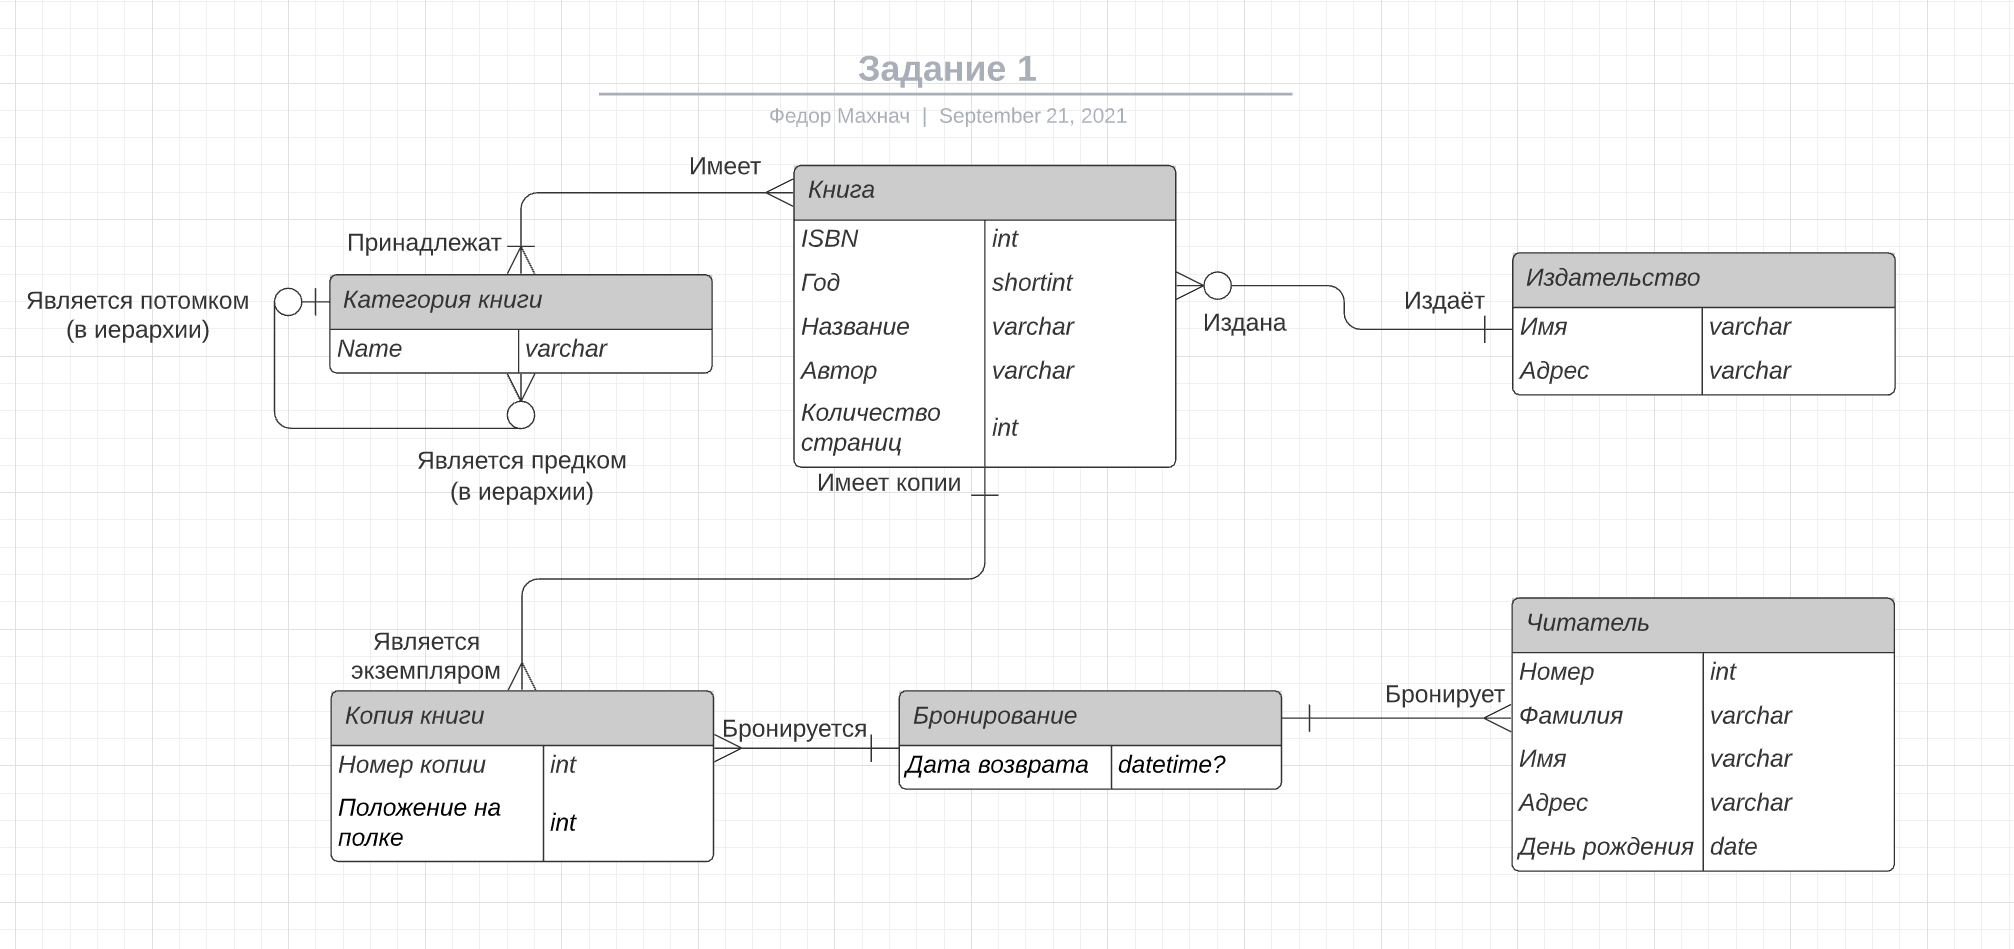 Задание 1
Федор Махнач | September 21, 2021
Имеет
Книга
ISBN int
Год shortint
Название varchar
Автор varchar
Количество
страниц
int
Принадлежат
Является потомком
(в иерархии)
Категория книги
Name varchar
Является предком
(в иерархии)
Издана
Издаёт
Издательство
Имя varchar
Адрес varchar
Имеет копии
Является
экземпляром
Копия книги
Номер копии int
Положение на
полке
int
Бронируется
Бронирование
Дата возврата datetime?
Бронирует
Читатель
Номер int
Фамилия varchar
Имя varchar
Адрес varchar
День рождения date